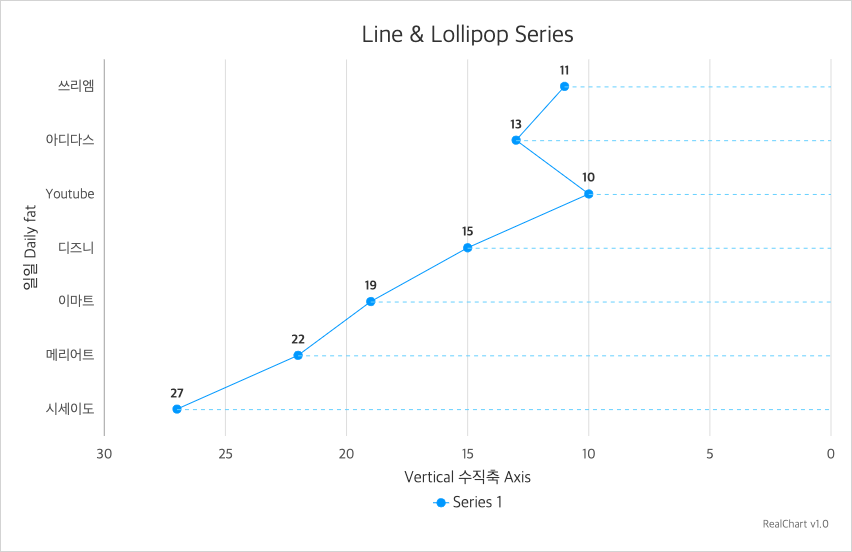 Line & Lollipop Series
11
쓰리엠
13
아디다스
10
Youtube
15
디즈니
19
이마트
22
메리어트
27
시세이도
일일 Daily fat
30 25 20 15 10 5 0
Vertical 수직축 Axis
Series 1
RealChart v1.0